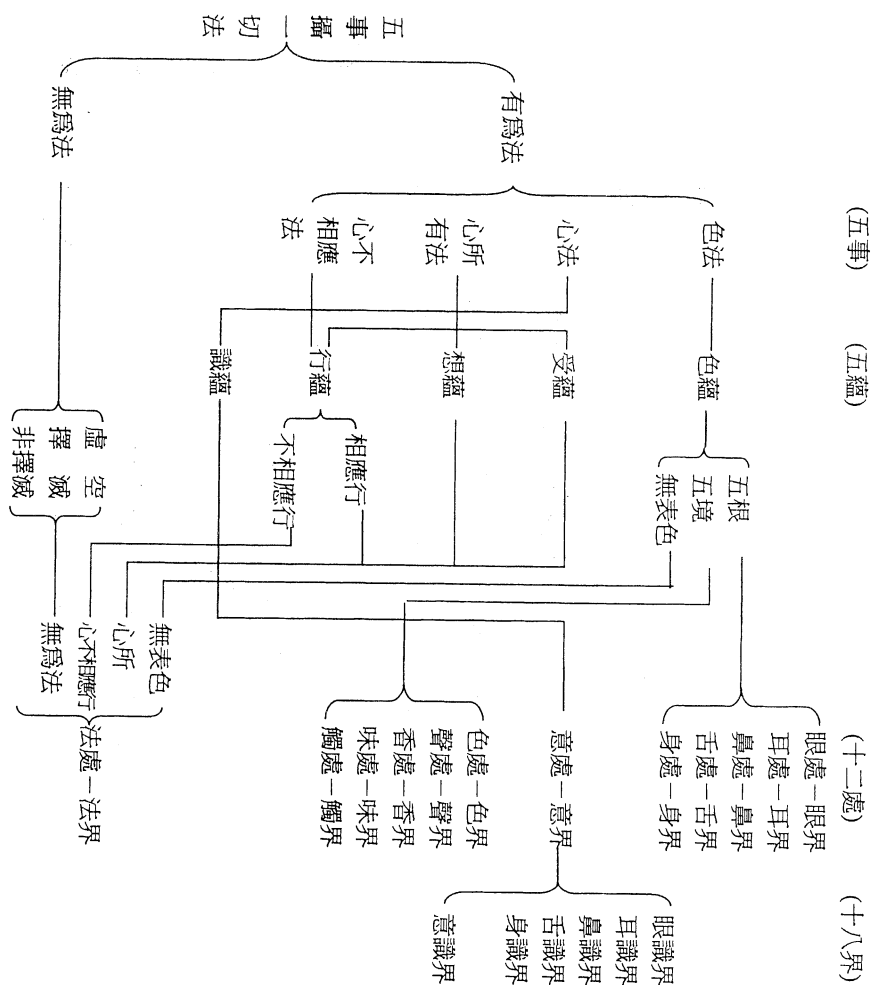 五事攝一切法
(五事)
(五蘊)
(十二處)
(十八界)
有爲法
無爲法
色法
心法
心所
有法
心不
相應
法
色蘊
受蘊
想蘊
行蘊
識蘊
五根
五境
無表色
相應行
不相應行
虛空
擇滅
非擇滅
眼處－眼界
耳處－耳界
鼻處－鼻界
舌處－舌界
身處－身界
意處－意界
色處－色界
聲處－聲界
香處－香界
味處－味界
觸處－觸界
無表色
心所
心不相應行
無爲法
法處－法界
眼識界
耳識界
鼻識界
舌識界
身識界
意識界